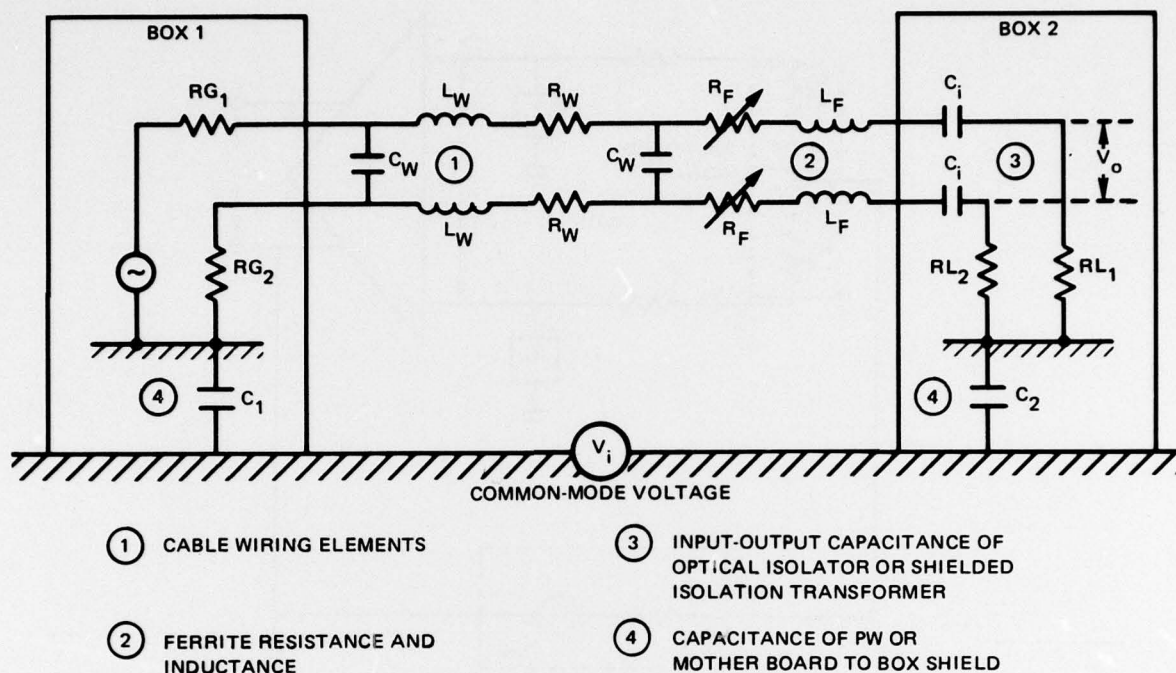 BOX 1
BOX 2
RG1
LW
RW
RF
LF
Ci
CW
1
CW
2
Ci
3
Vo
LW
RW
RF
LF
RG2
RL2
RL1
~
4
C1
4
C2
Vi
COMMON-MODE VOLTAGE
1 CABLE WIRING ELEMENTS
2 FERRITE RESISTANCE AND
INDUCTANCE
3 INPUT-OUTPUT CAPACITANCE OF
OPTICAL ISOLATOR OR SHIELDED
ISOLATION TRANSFORMER
4 CAPACITANCE OF PW OR
MOTHER BOARD TO BOX SHIELD